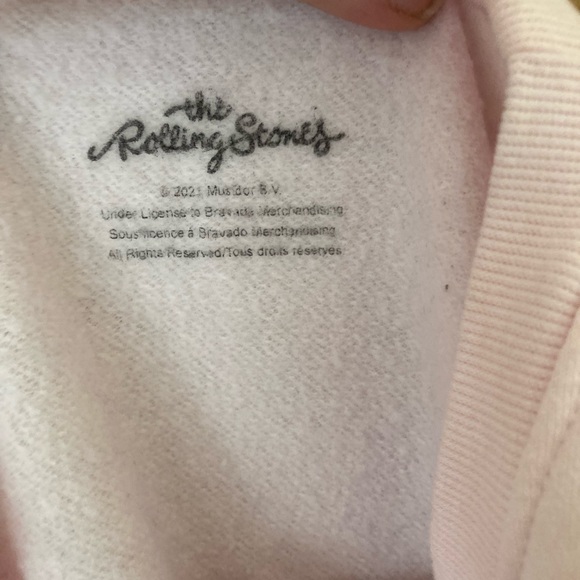 the
Rolling Stones
© 2021 Musidor B.V.
Under License to Bravado Merchandising
Sous licence à Bravado Merchandising
All Rights Reserved/Tous droits réservés